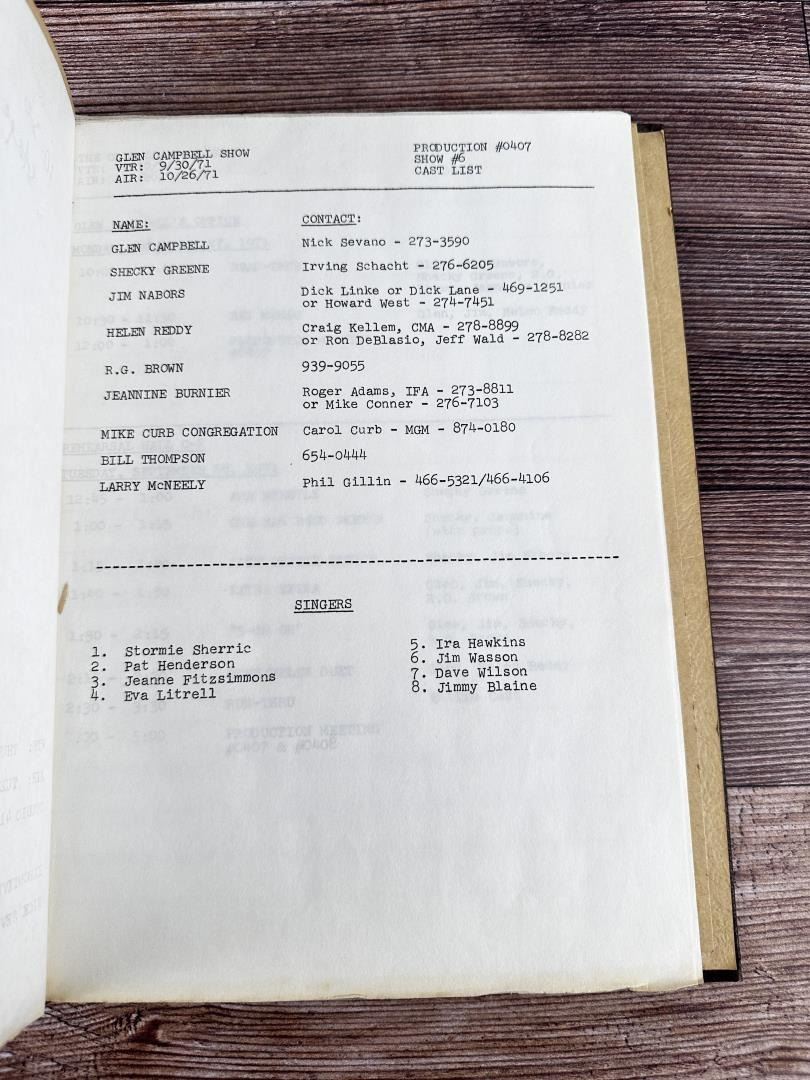 GLEN CAMPBELL SHOW
VTR: 9/30/71
AIR: 10/26/71
PRODUCTION #0407
SHOW #6
CAST LIST
NAME: CONTACT:
GLEN CAMPBELL Nick Sevano - 273-3590
SHECKY GREENE Irving Schacht - 276-6205
JIM NABORS Dick Linke or Dick Lane - 469-1251
or Howard West - 274-7451
HELEN REDDY Craig Kellem, CMA - 278-8899
or Ron DeBlasio, Jeff Wald - 278-8282
R.G. BROWN 939-9055
JEANNINE BURNIER Roger Adams, IFA - 273-8811
or Mike Conner - 276-7103
MIKE CURB CONGREGATION Carol Curb - MGM - 874-0180
BILL THOMPSON 654-0444
LARRY McNEELY Phil Gillin - 466-5321/466-4106
SINGERS
1. Stormie Sherric
2. Pat Henderson
3. Jeanne Fitzsimmons
4. Eva Litrell
5. Ira Hawkins
6. Jim Wasson
7. Dave Wilson
8. Jimmy Blaine